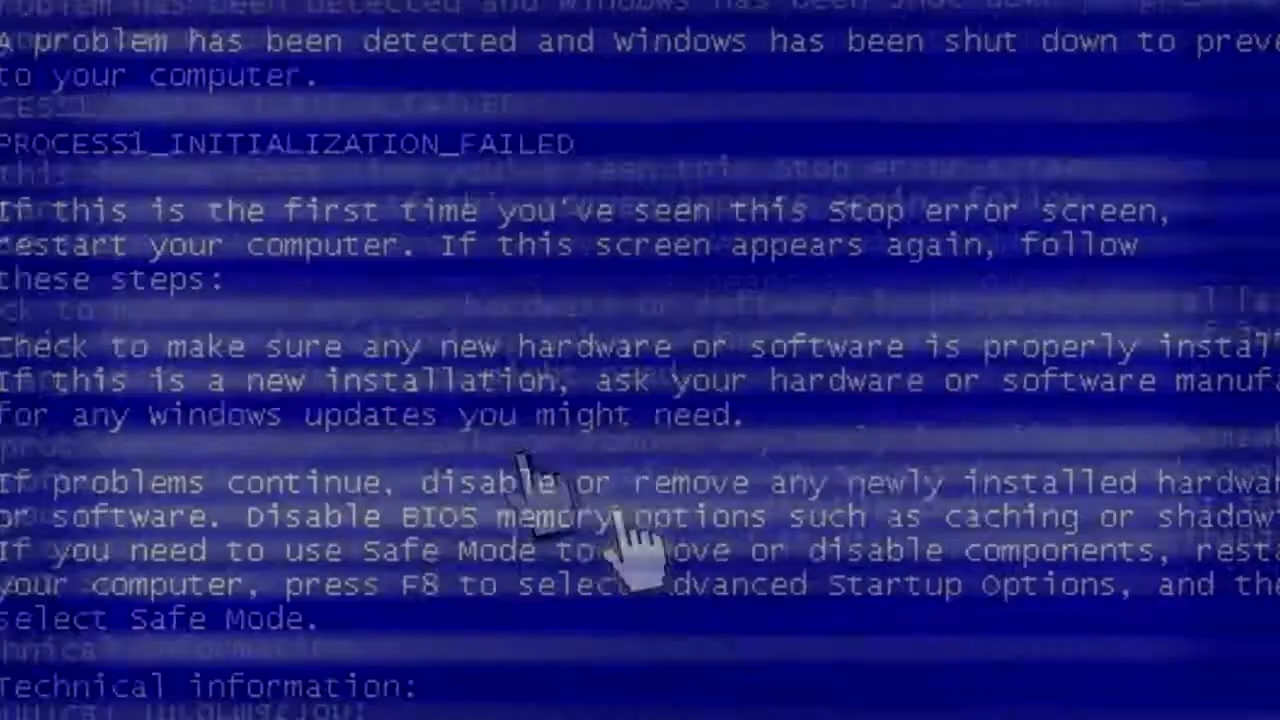 A problem has been detected and windows has been shut down to preve
to your computer.
PROCESS1_INITIALIZATION_FAILED
If this is the first time you've seen this Stop error screen,
restart your computer. If this screen appears again, follow
these steps:
Check to make sure any new hardware or software is properly instal
If this is a new installation, ask your hardware or software manuf
for any windows updates you might need.
If problems continue, disable or remove any newly installed hardwa
or software. Disable BIOS memory options such as caching or shadow
If you need to use Safe Mode to ove or disable components, rest
your computer, press F8 to select dvanced Startup Options, and the
select Safe Mode.
Technical information: